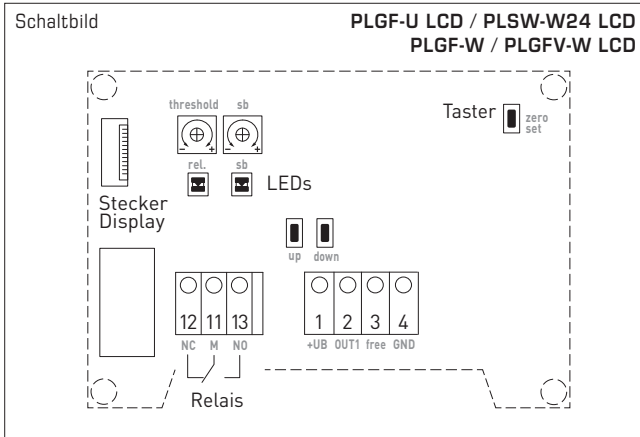 Schaltbild
PLGF-U LCD / PLSW-W24 LCD
PLGF-W / PLGFV-W LCD
threshold sb
Taster
zero
set
- + - +
rel. sb
LEDs
Stecker
Display
up down
12 11 13
NC M NO
1 2 3 4
+UB OUT1 free GND
Relais